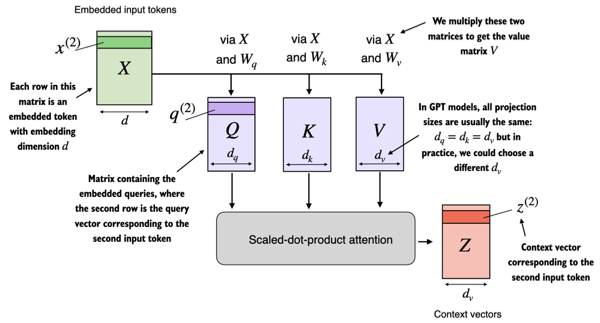 Embedded input tokens
x⁽²⁾
X
d
Each row in this
matrix is an
embedded token
with embedding
dimension d
via X
and W_q
via X
and W_k
via X
and W_v
We multiply these two
matrices to get the value
matrix V
q⁽²⁾
Q
d_q
K
d_k
V
d_v
In GPT models, all projection
sizes are usually the same:
d_q = d_k = d_v but in
practice, we could choose a
different d_v
Matrix containing the
embedded queries, where
the second row is the query
vector corresponding to the
second input token
Scaled-dot-product attention
z⁽²⁾
Z
d_v
Context vector
corresponding to the
second input token
Context vectors